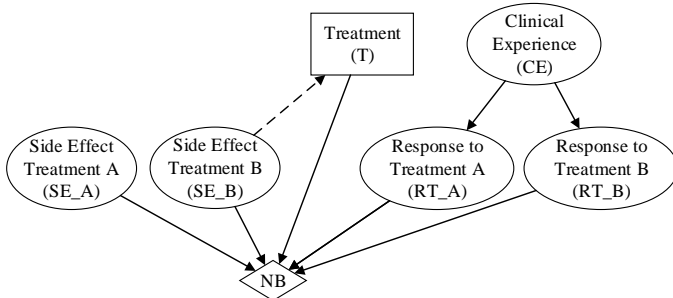 Treatment
(T)
Clinical
Experience
(CE)
Side Effect
Treatment A
(SE_A)
Side Effect
Treatment B
(SE_B)
Response to
Treatment A
(RT_A)
Response to
Treatment B
(RT_B)
NB